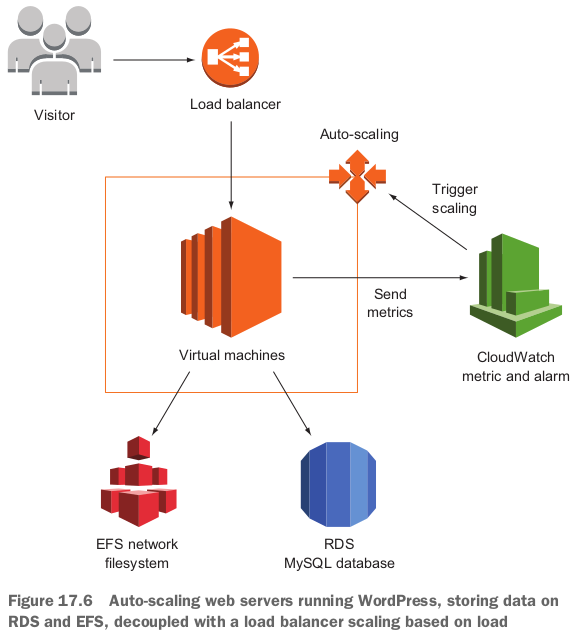 Visitor
Load balancer
Auto-scaling
Trigger
scaling
Send
metrics
Virtual machines
CloudWatch
metric and alarm
EFS network
filesystem
RDS
MySQL database
Figure 17.6 Auto-scaling web servers running WordPress, storing data on
RDS and EFS, decoupled with a load balancer scaling based on load